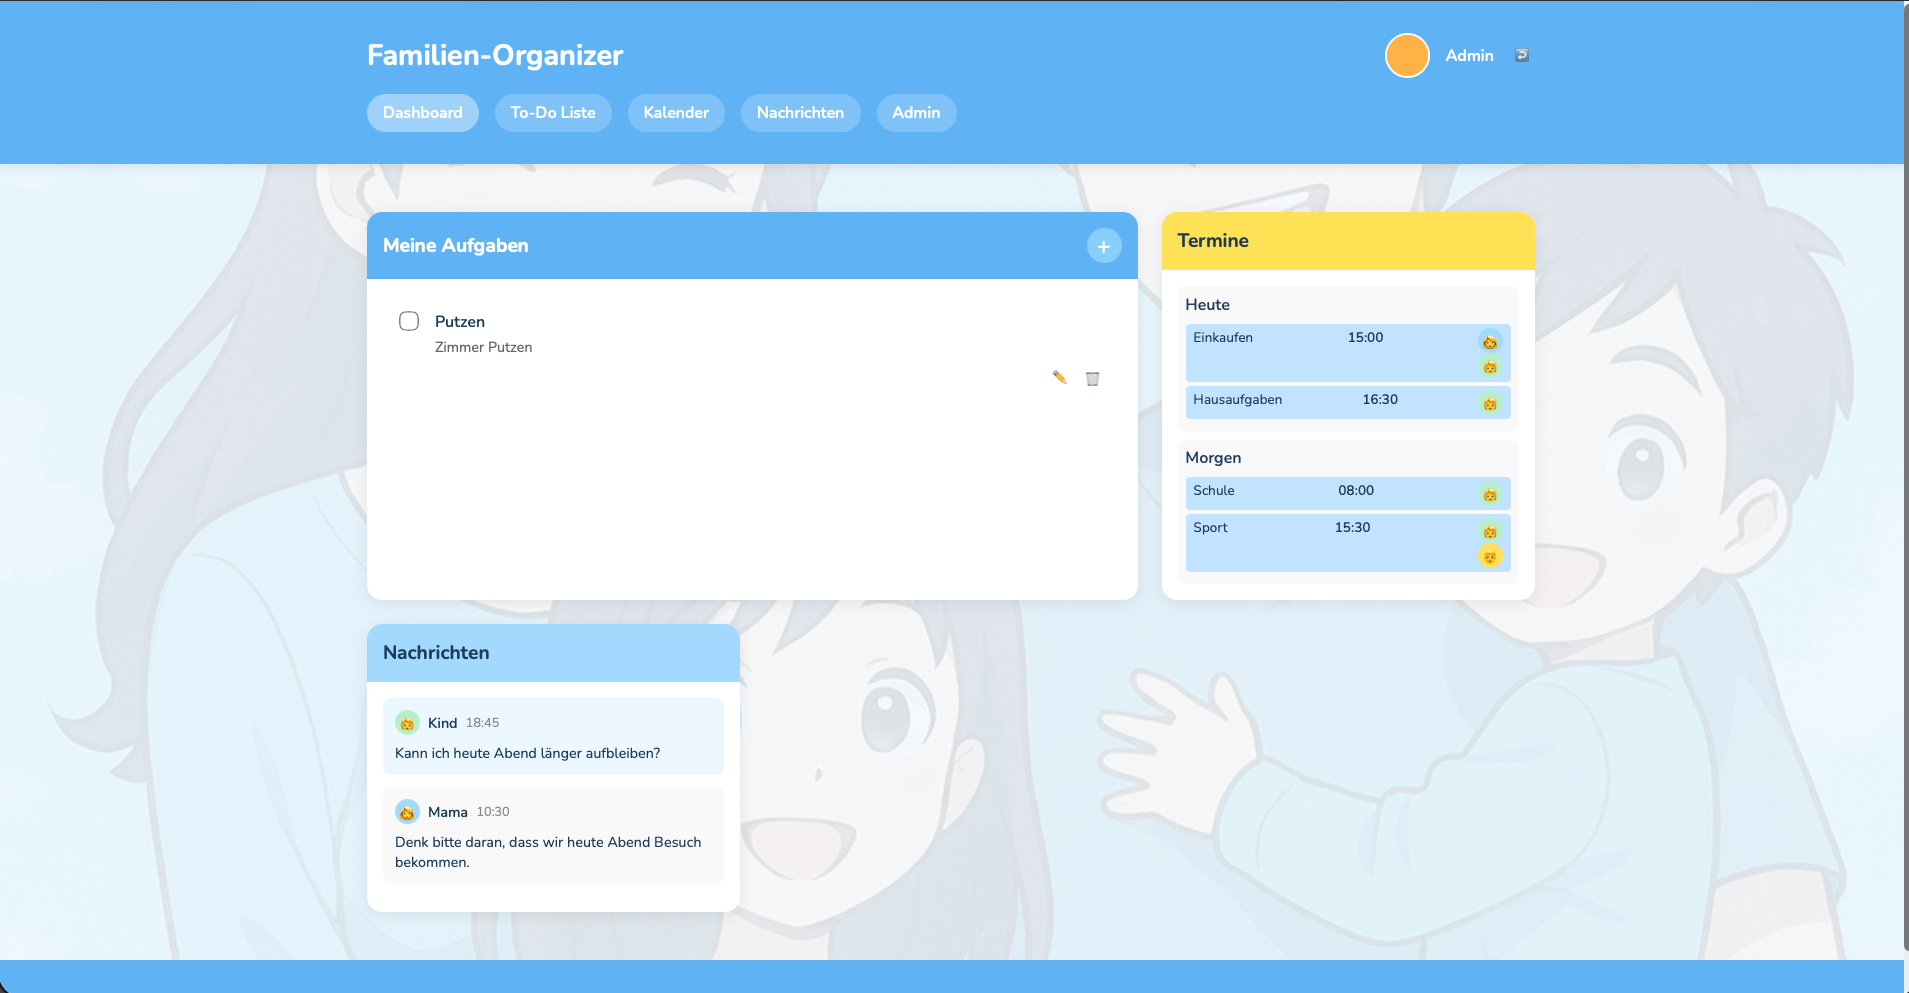 Familien-Organizer
Admin
Dashboard
To-Do Liste
Kalender
Nachrichten
Admin
Meine Aufgaben
+
Putzen
Zimmer Putzen
Termine
Heute
Einkaufen 15:00
Hausaufgaben 16:30
Morgen
Schule 08:00
Sport 15:30
Nachrichten
Kind 18:45
Kann ich heute Abend länger aufbleiben?
Mama 10:30
Denk bitte daran, dass wir heute Abend Besuch
bekommen.